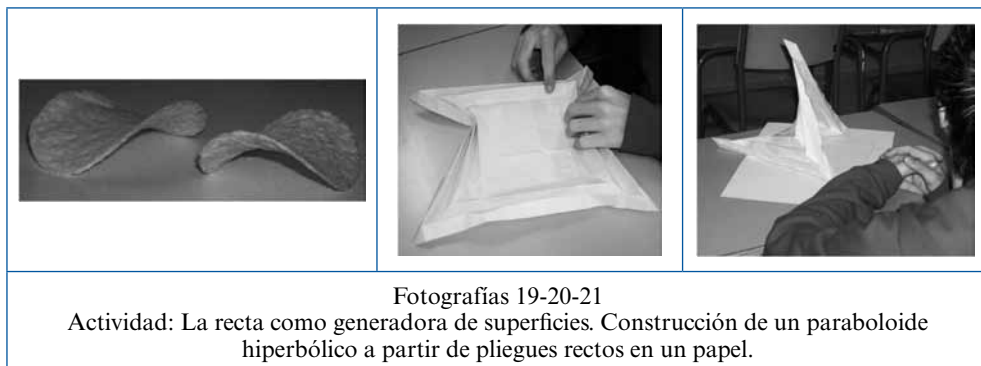 Fotografías 19-20-21
Actividad: La recta como generadora de superficies. Construcción de un paraboloide
hiperbólico a partir de pliegues rectos en un papel.